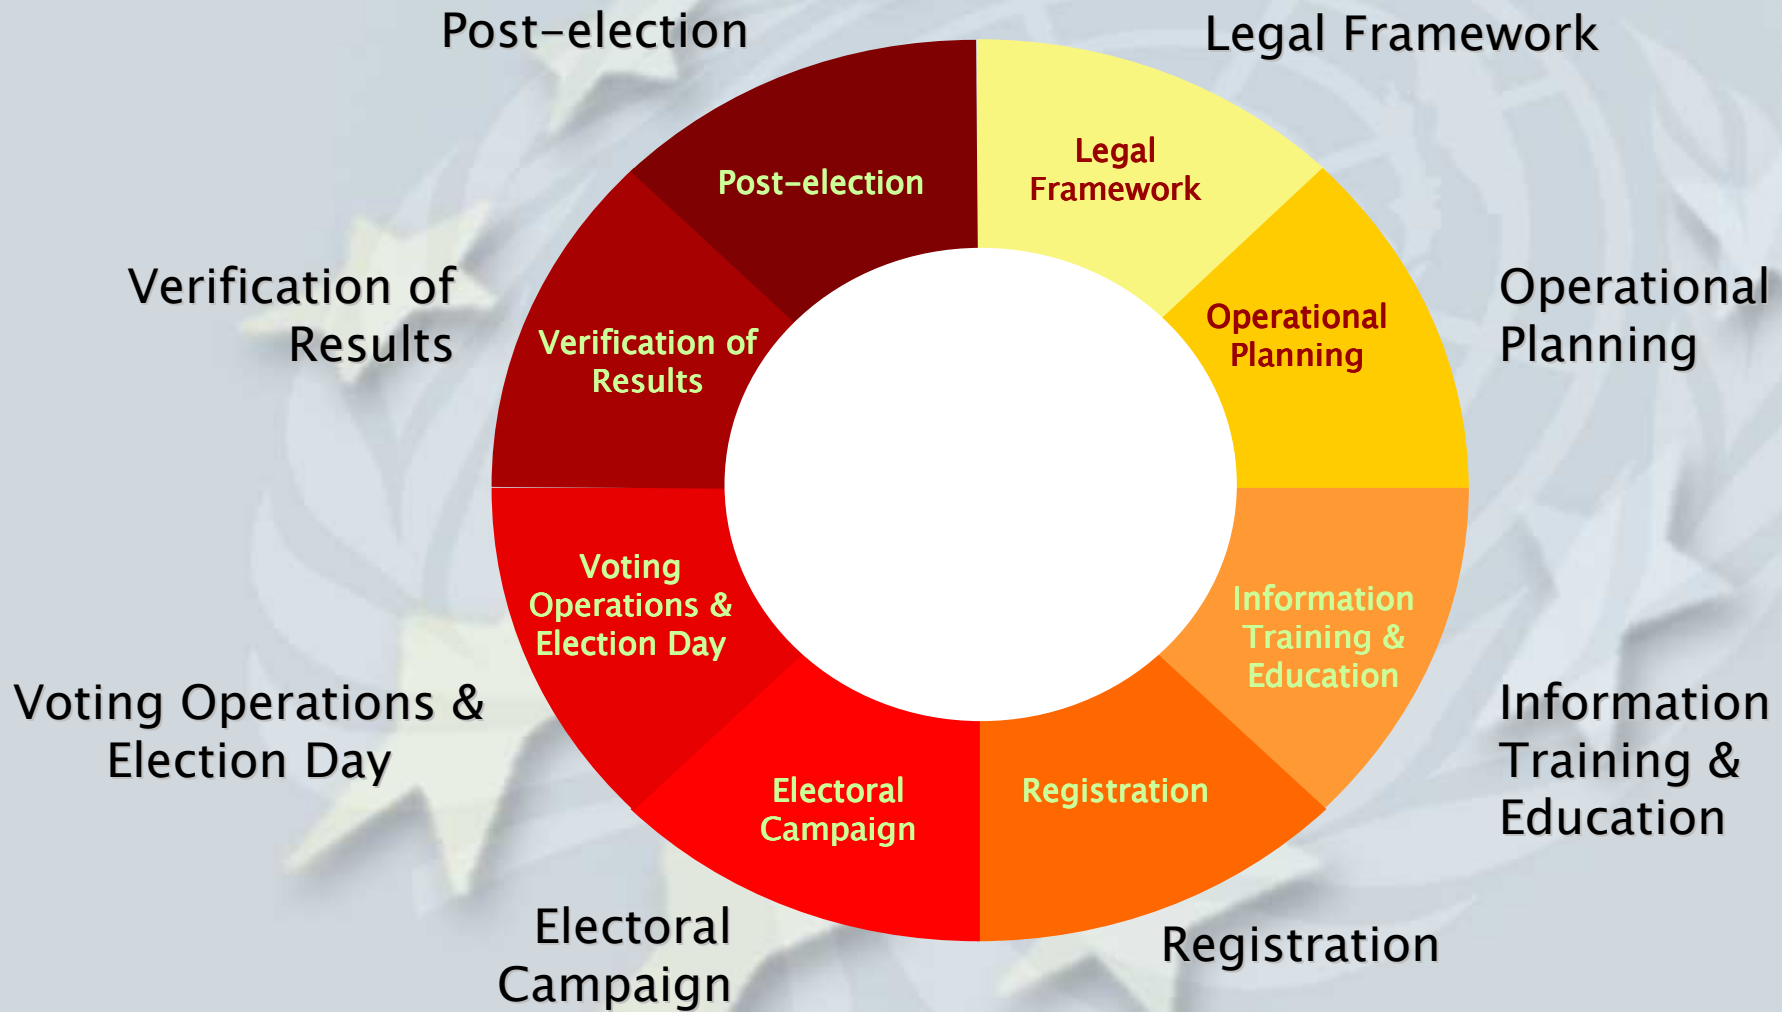 Post-election
Legal Framework
Legal
Framework
Post-election
Verification of
Results
Operational
Planning
Operational
Planning
Verification of
Results
Voting
Operations &
Election Day
Information
Training &
Education
Voting Operations &
Election Day
Information
Training &
Education
Electoral
Campaign
Registration
Electoral
Campaign
Registration